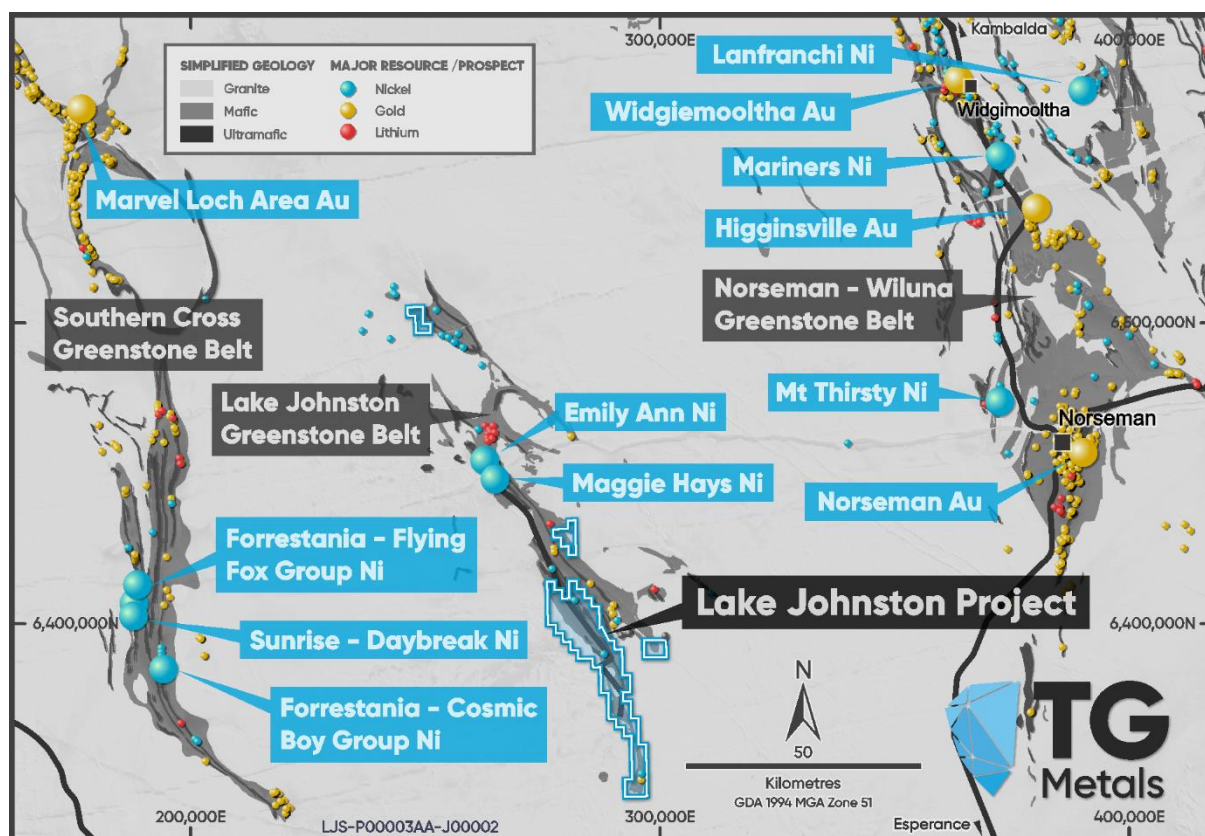 SIMPLIFIED GEOLOGY
Granite
Mafic
Ultramafic
MAJOR RESOURCE /PROSPECT
Nickel
Gold
Lithium
300,000E
Kambalda
400,000E
Lanfranchi Ni
Widgiemooltha Au
Widgimooltha
Mariners Ni
Marvel Loch Area Au
Higginsville Au
Norseman - Wiluna
Greenstone Belt
6,500,000N
Southern Cross
Greenstone Belt
Lake Johnston
Greenstone Belt
Emily Ann Ni
Maggie Hays Ni
Mt Thirsty Ni
Norseman
Norseman Au
Forrestania - Flying
Fox Group Ni
Lake Johnston Project
6,400,000N
Sunrise - Daybreak Ni
6,400,000N
Forrestania - Cosmic
Boy Group Ni
N
50
Kilometres
GDA 1994 MGA Zone 51
TG
Metals
200,000E
LJS-P00003AA-J00002
300,000E
Esperance
400,000E